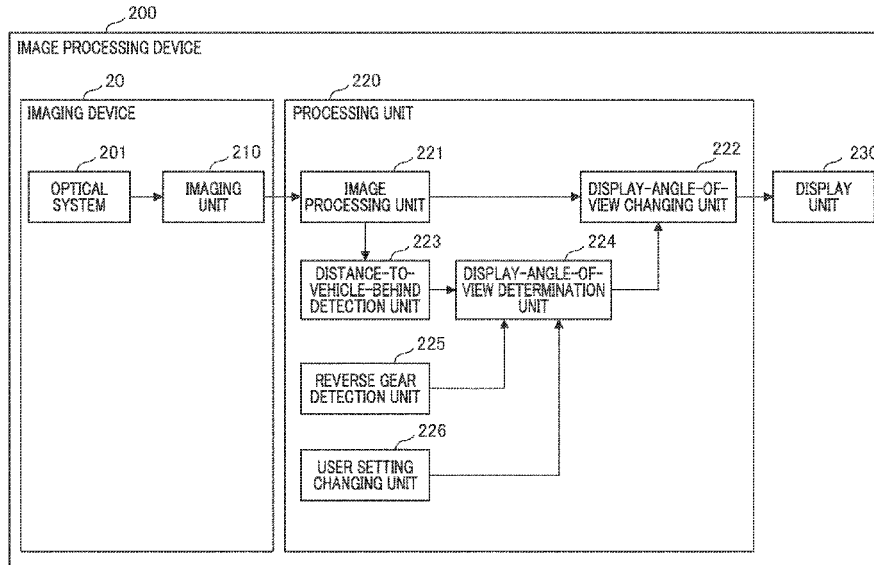 200
IMAGE PROCESSING DEVICE
20
IMAGING DEVICE
220
PROCESSING UNIT
201
OPTICAL
SYSTEM
210
IMAGING
UNIT
221
IMAGE
PROCESSING UNIT
222
DISPLAY-ANGLE-OF-
VIEW CHANGING UNIT
230
DISPLAY
UNIT
223
DISTANCE-TO-
VEHICLE-BEHIND
DETECTION UNIT
224
DISPLAY-ANGLE-OF-
VIEW DETERMINATION
UNIT
225
REVERSE GEAR
DETECTION UNIT
226
USER SETTING
CHANGING UNIT